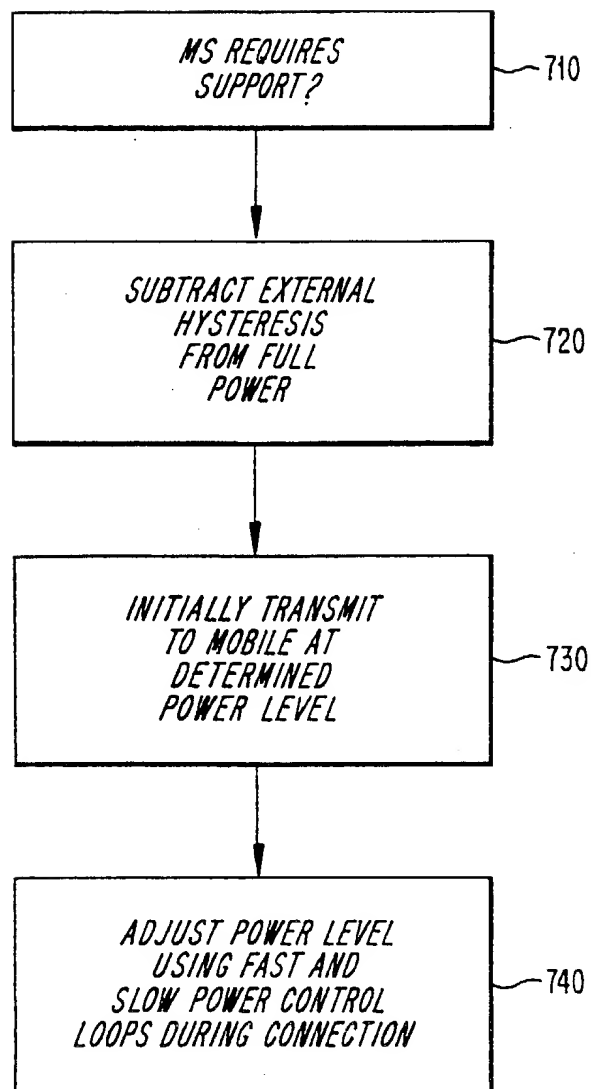 MS REQUIRES
SUPPORT?
710
SUBTRACT EXTERNAL
HYSTERESIS
FROM FULL
POWER
720
INITIALLY TRANSMIT
TO MOBILE AT
DETERMINED
POWER LEVEL
730
ADJUST POWER LEVEL
USING FAST AND
SLOW POWER CONTROL
LOOPS DURING CONNECTION
740